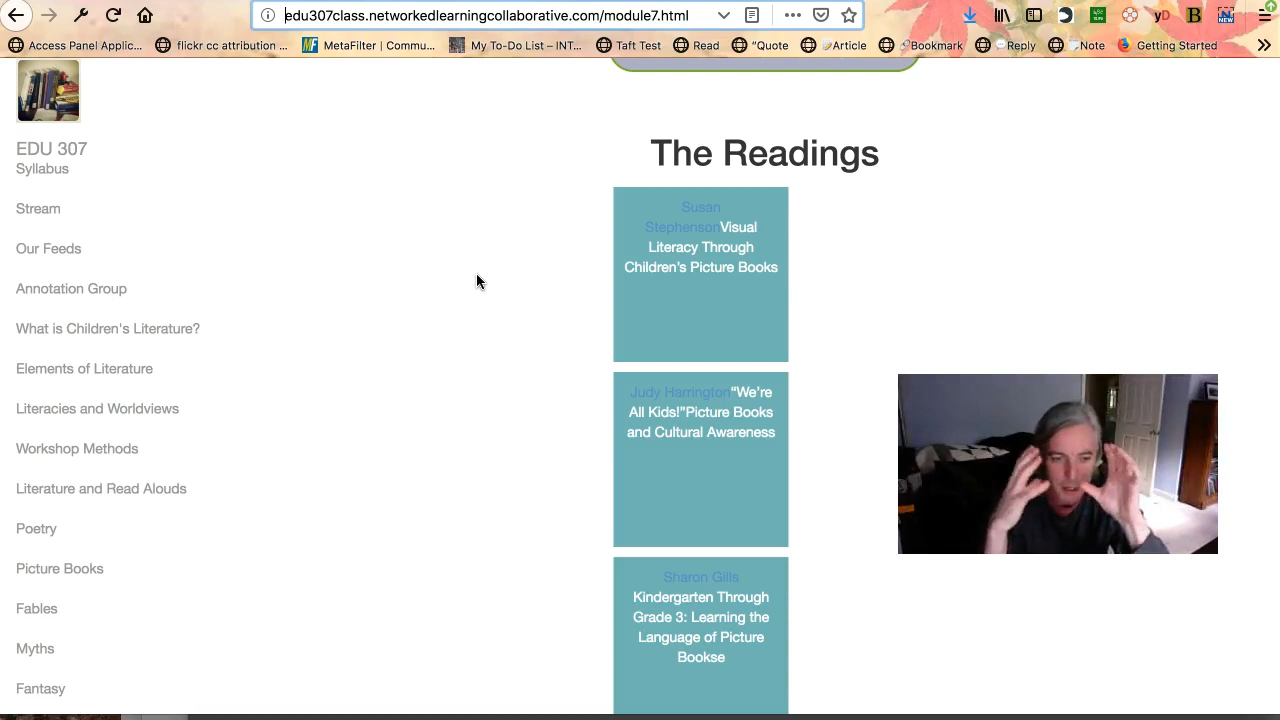 edu307class.networkedlearningcollaborative.com/module7.html
Access Panel Applic...
flickr cc attribution ...
MetaFilter | Commu...
My To-Do List – INT...
Taft Test
Read
“Quote
Article
Bookmark
Reply
Note
Getting Started
EDU 307
Syllabus
Stream
Our Feeds
Annotation Group
What is Children's Literature?
Elements of Literature
Literacies and Worldviews
Workshop Methods
Literature and Read Alouds
Poetry
Picture Books
Fables
Myths
Fantasy
The Readings
Susan
StephensonVisual
Literacy Through
Children’s Picture Books
Judy Harrington“We’re
All Kids!”Picture Books
and Cultural Awareness
Sharon Gills
Kindergarten Through
Grade 3: Learning the
Language of Picture
Bookse